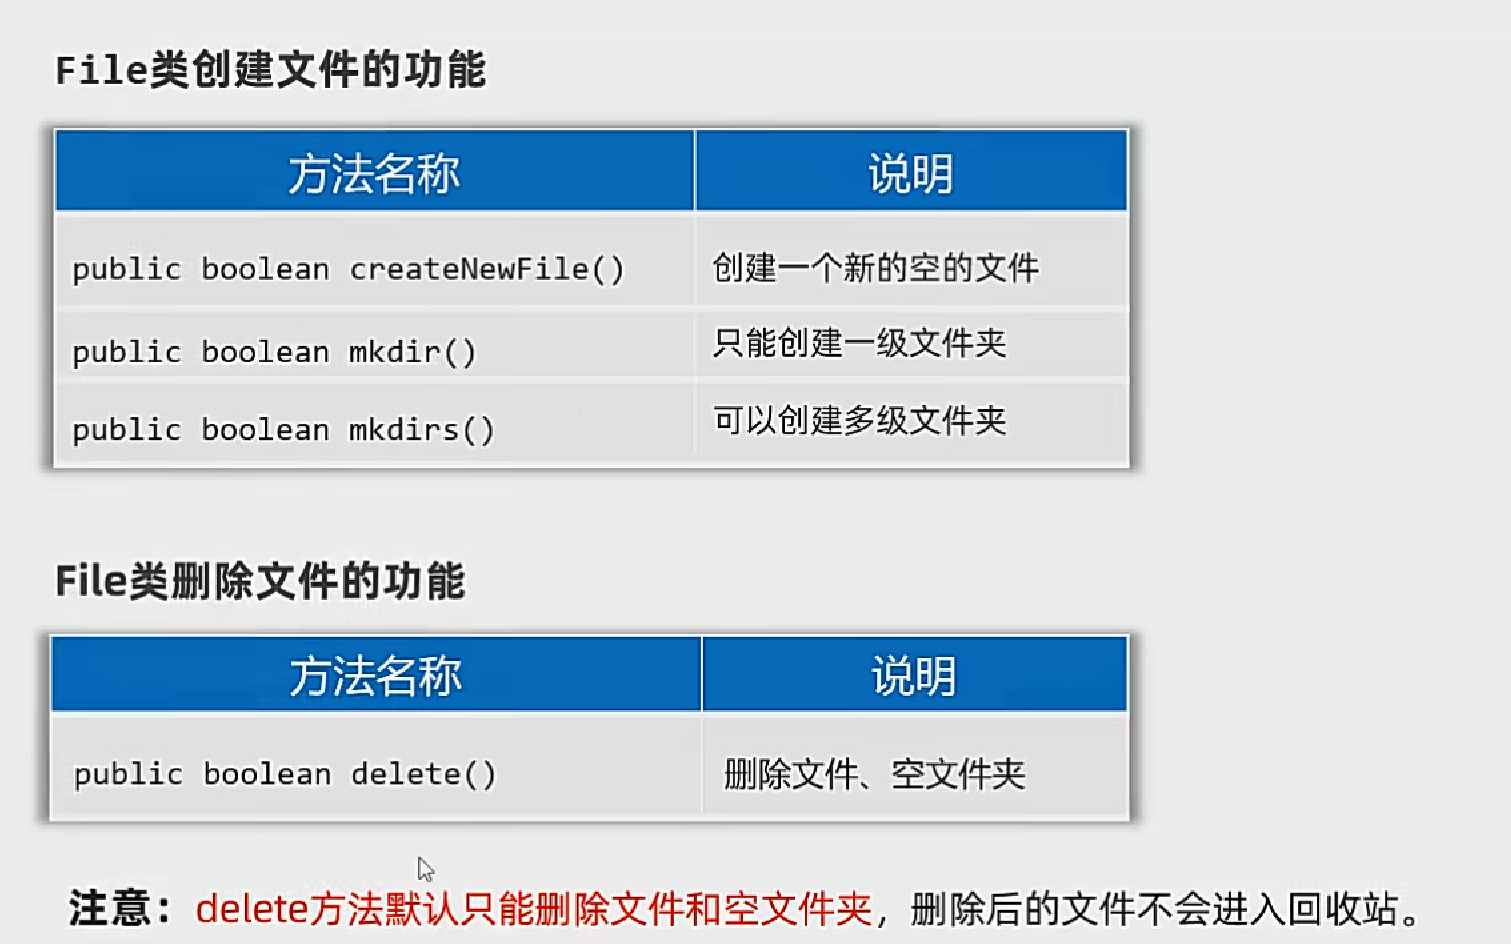 File类创建文件的功能
方法名称 说明
public boolean createNewFile() 创建一个新的空的文件
public boolean mkdir() 只能创建一级文件夹
public boolean mkdirs() 可以创建多级文件夹
File类删除文件的功能
方法名称 说明
public boolean delete() 删除文件、空文件夹
注意：delete方法默认只能删除文件和空文件夹，删除后的文件不会进入回收站。